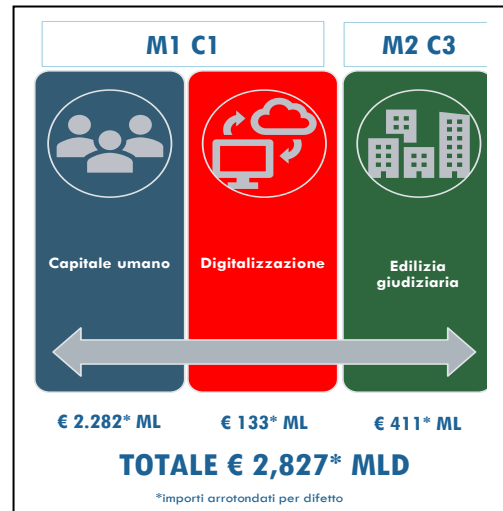 M1 C1
M2 C3
Capitale umano
Digitalizzazione
Edilizia
giudiziaria
€ 2.282* ML
€ 133* ML
€ 411* ML
TOTALE € 2,827* MLD
*importi arrotondati per difetto